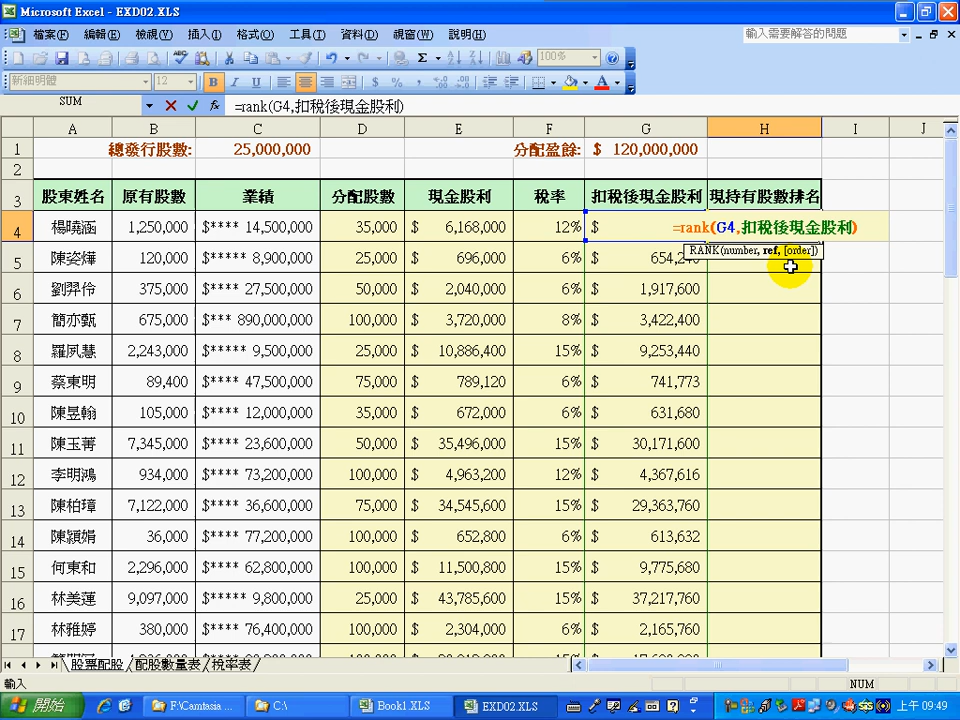 Microsoft Excel - EXD02.XLS
檔案(F) 編輯(E) 檢視(V) 插入(I) 格式(O) 工具(T) 資料(D) 視窗(W) 說明(H) 輸入需要解答的問題
100%
新細明體 12 B I U
SUM =rank(G4,扣稅後現金股利)
A B C D E F G H I J
1 總發行股數: 25,000,000 分配盈餘: $ 120,000,000
2
3 股東姓名 原有股數 業績 分配股數 現金股利 稅率 扣稅後現金股利 現持有股數排名
4 楊曉涵 1,250,000 $**** 14,500,000 35,000 $ 6,168,000 12% $ =rank(G4,扣稅後現金股利)
RANK(number, ref, [order])
5 陳姿燁 120,000 $***** 8,900,000 25,000 $ 696,000 6% $ 654,240
6 劉羿伶 375,000 $**** 27,500,000 50,000 $ 2,040,000 6% $ 1,917,600
7 簡亦甄 675,000 $*** 890,000,000 100,000 $ 3,720,000 8% $ 3,422,400
8 羅夙慧 2,243,000 $***** 9,500,000 25,000 $ 10,886,400 15% $ 9,253,440
9 蔡東明 89,400 $**** 47,500,000 75,000 $ 789,120 6% $ 741,773
10 陳昱翰 105,000 $**** 12,000,000 35,000 $ 672,000 6% $ 631,680
11 陳玉菁 7,345,000 $**** 23,600,000 50,000 $ 35,496,000 15% $ 30,171,600
12 李明鴻 934,000 $**** 73,200,000 100,000 $ 4,963,200 12% $ 4,367,616
13 陳柏璋 7,122,000 $**** 36,600,000 75,000 $ 34,545,600 15% $ 29,363,760
14 陳穎娟 36,000 $**** 77,200,000 100,000 $ 652,800 6% $ 613,632
15 何東和 2,296,000 $**** 62,800,000 100,000 $ 11,500,800 15% $ 9,775,680
16 林美蓮 9,097,000 $***** 9,800,000 25,000 $ 43,785,600 15% $ 37,217,760
17 林雅婷 380,000 $**** 76,400,000 100,000 $ 2,304,000 6% $ 2,165,760
股票配股 配股數量表 稅率表
輸入 NUM
開始 F:\Camtasia ... C:\ Book1.XLS EXD02.XLS 上午 09:49